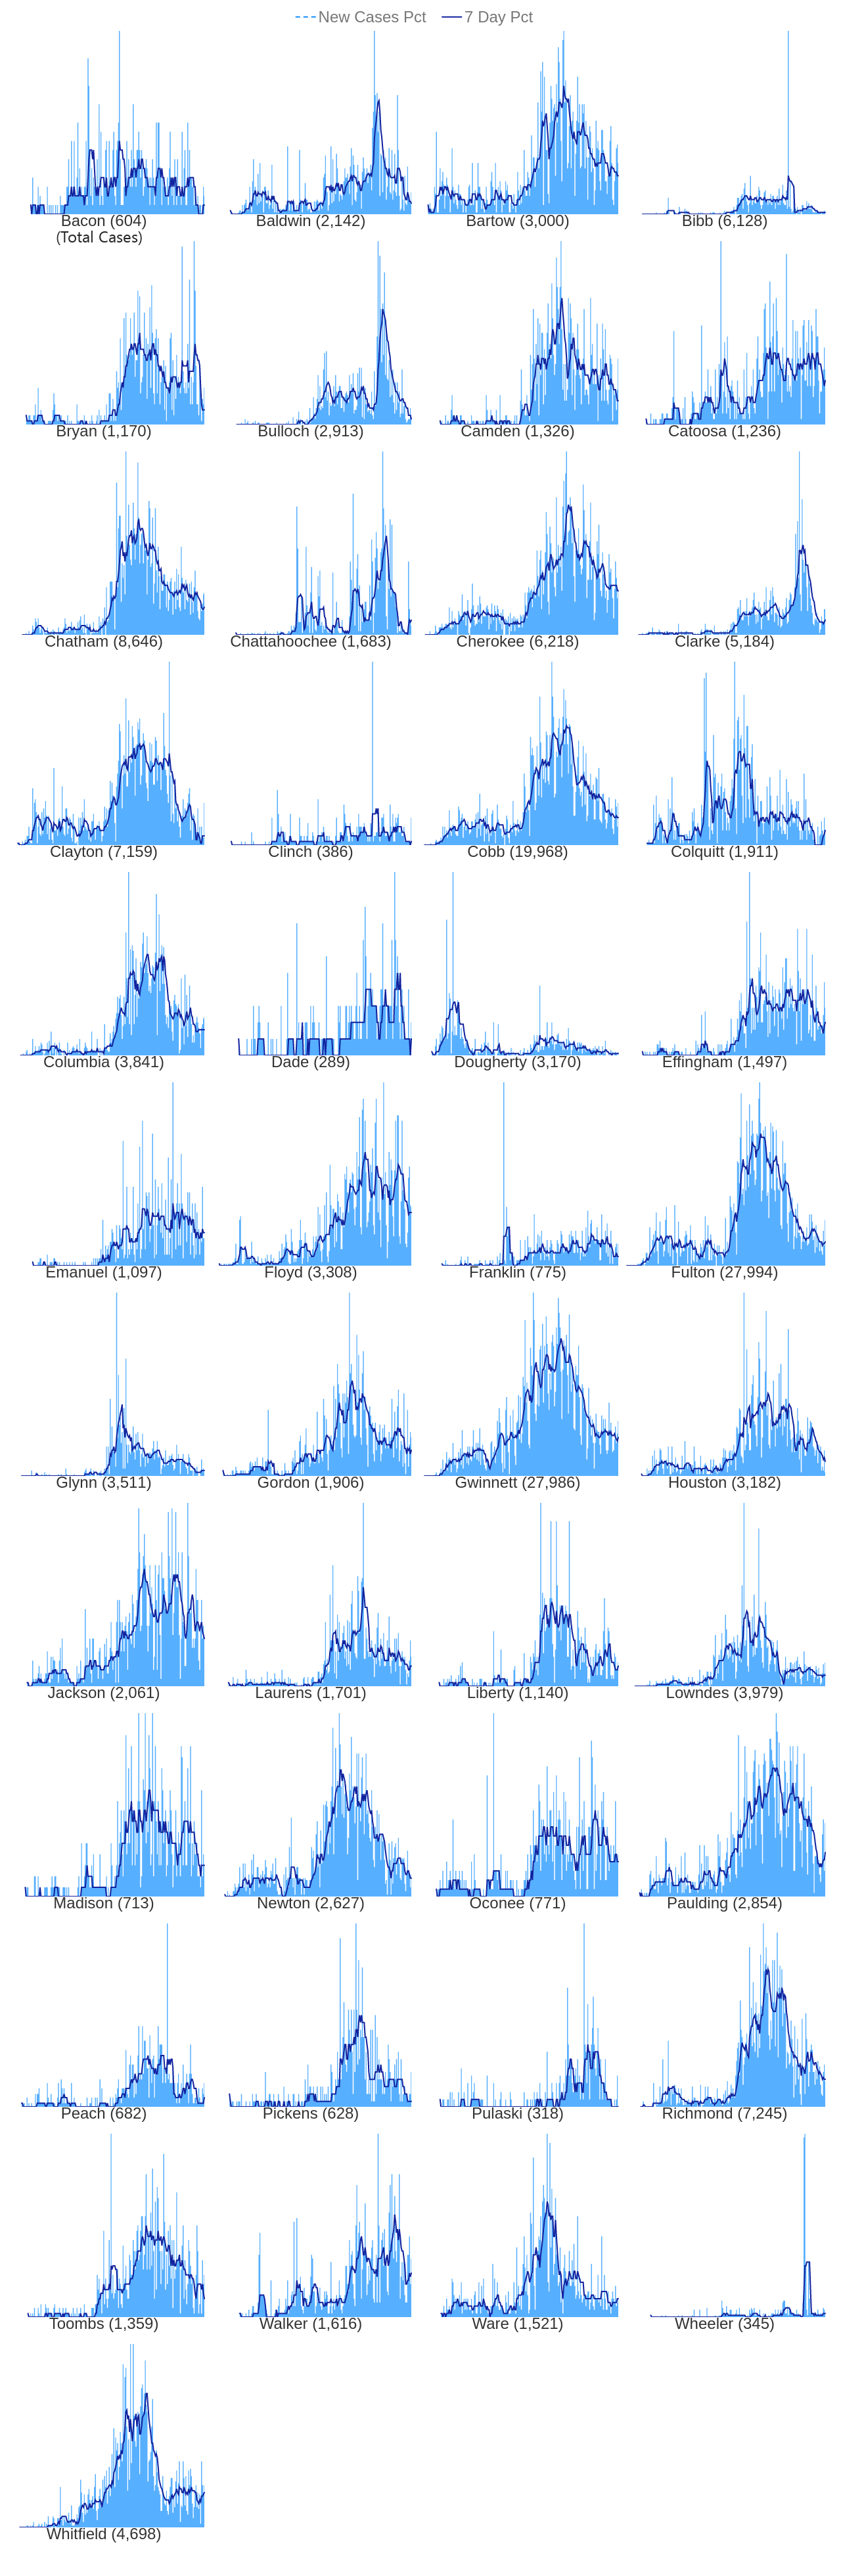 New Cases Pct 7 Day Pct
Bacon (604) Baldwin (2,142) Bartow (3,000) Bibb (6,128)
(Total Cases)
Bryan (1,170) Bulloch (2,913) Camden (1,326) Catoosa (1,236)
Chatham (8,646) Chattahoochee (1,683) Cherokee (6,218) Clarke (5,184)
Clayton (7,159) Clinch (386) Cobb (19,968) Colquitt (1,911)
Columbia (3,841) Dade (289) Dougherty (3,170) Effingham (1,497)
Emanuel (1,097) Floyd (3,308) Franklin (775) Fulton (27,994)
Glynn (3,511) Gordon (1,906) Gwinnett (27,986) Houston (3,182)
Jackson (2,061) Laurens (1,701) Liberty (1,140) Lowndes (3,979)
Madison (713) Newton (2,627) Oconee (771) Paulding (2,854)
Peach (682) Pickens (628) Pulaski (318) Richmond (7,245)
Toombs (1,359) Walker (1,616) Ware (1,521) Wheeler (345)
Whitfield (4,698)